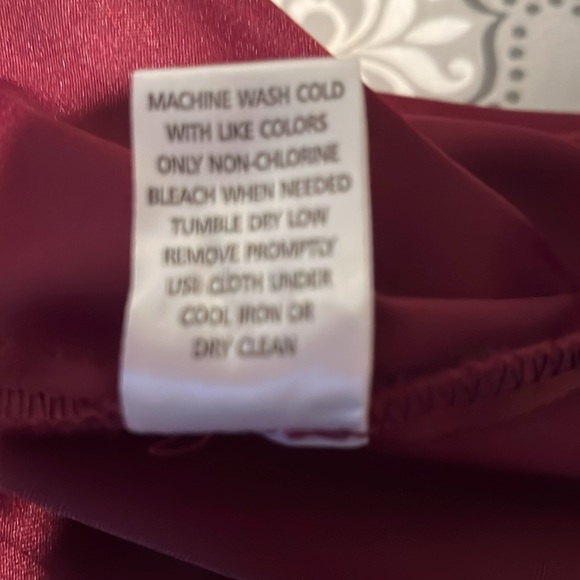 MACHINE WASH COLD
WITH LIKE COLORS
ONLY NON-CHLORINE
BLEACH WHEN NEEDED
TUMBLE DRY LOW
REMOVE PROMPTLY
USE CLOTH UNDER
COOL IRON OR
DRY CLEAN